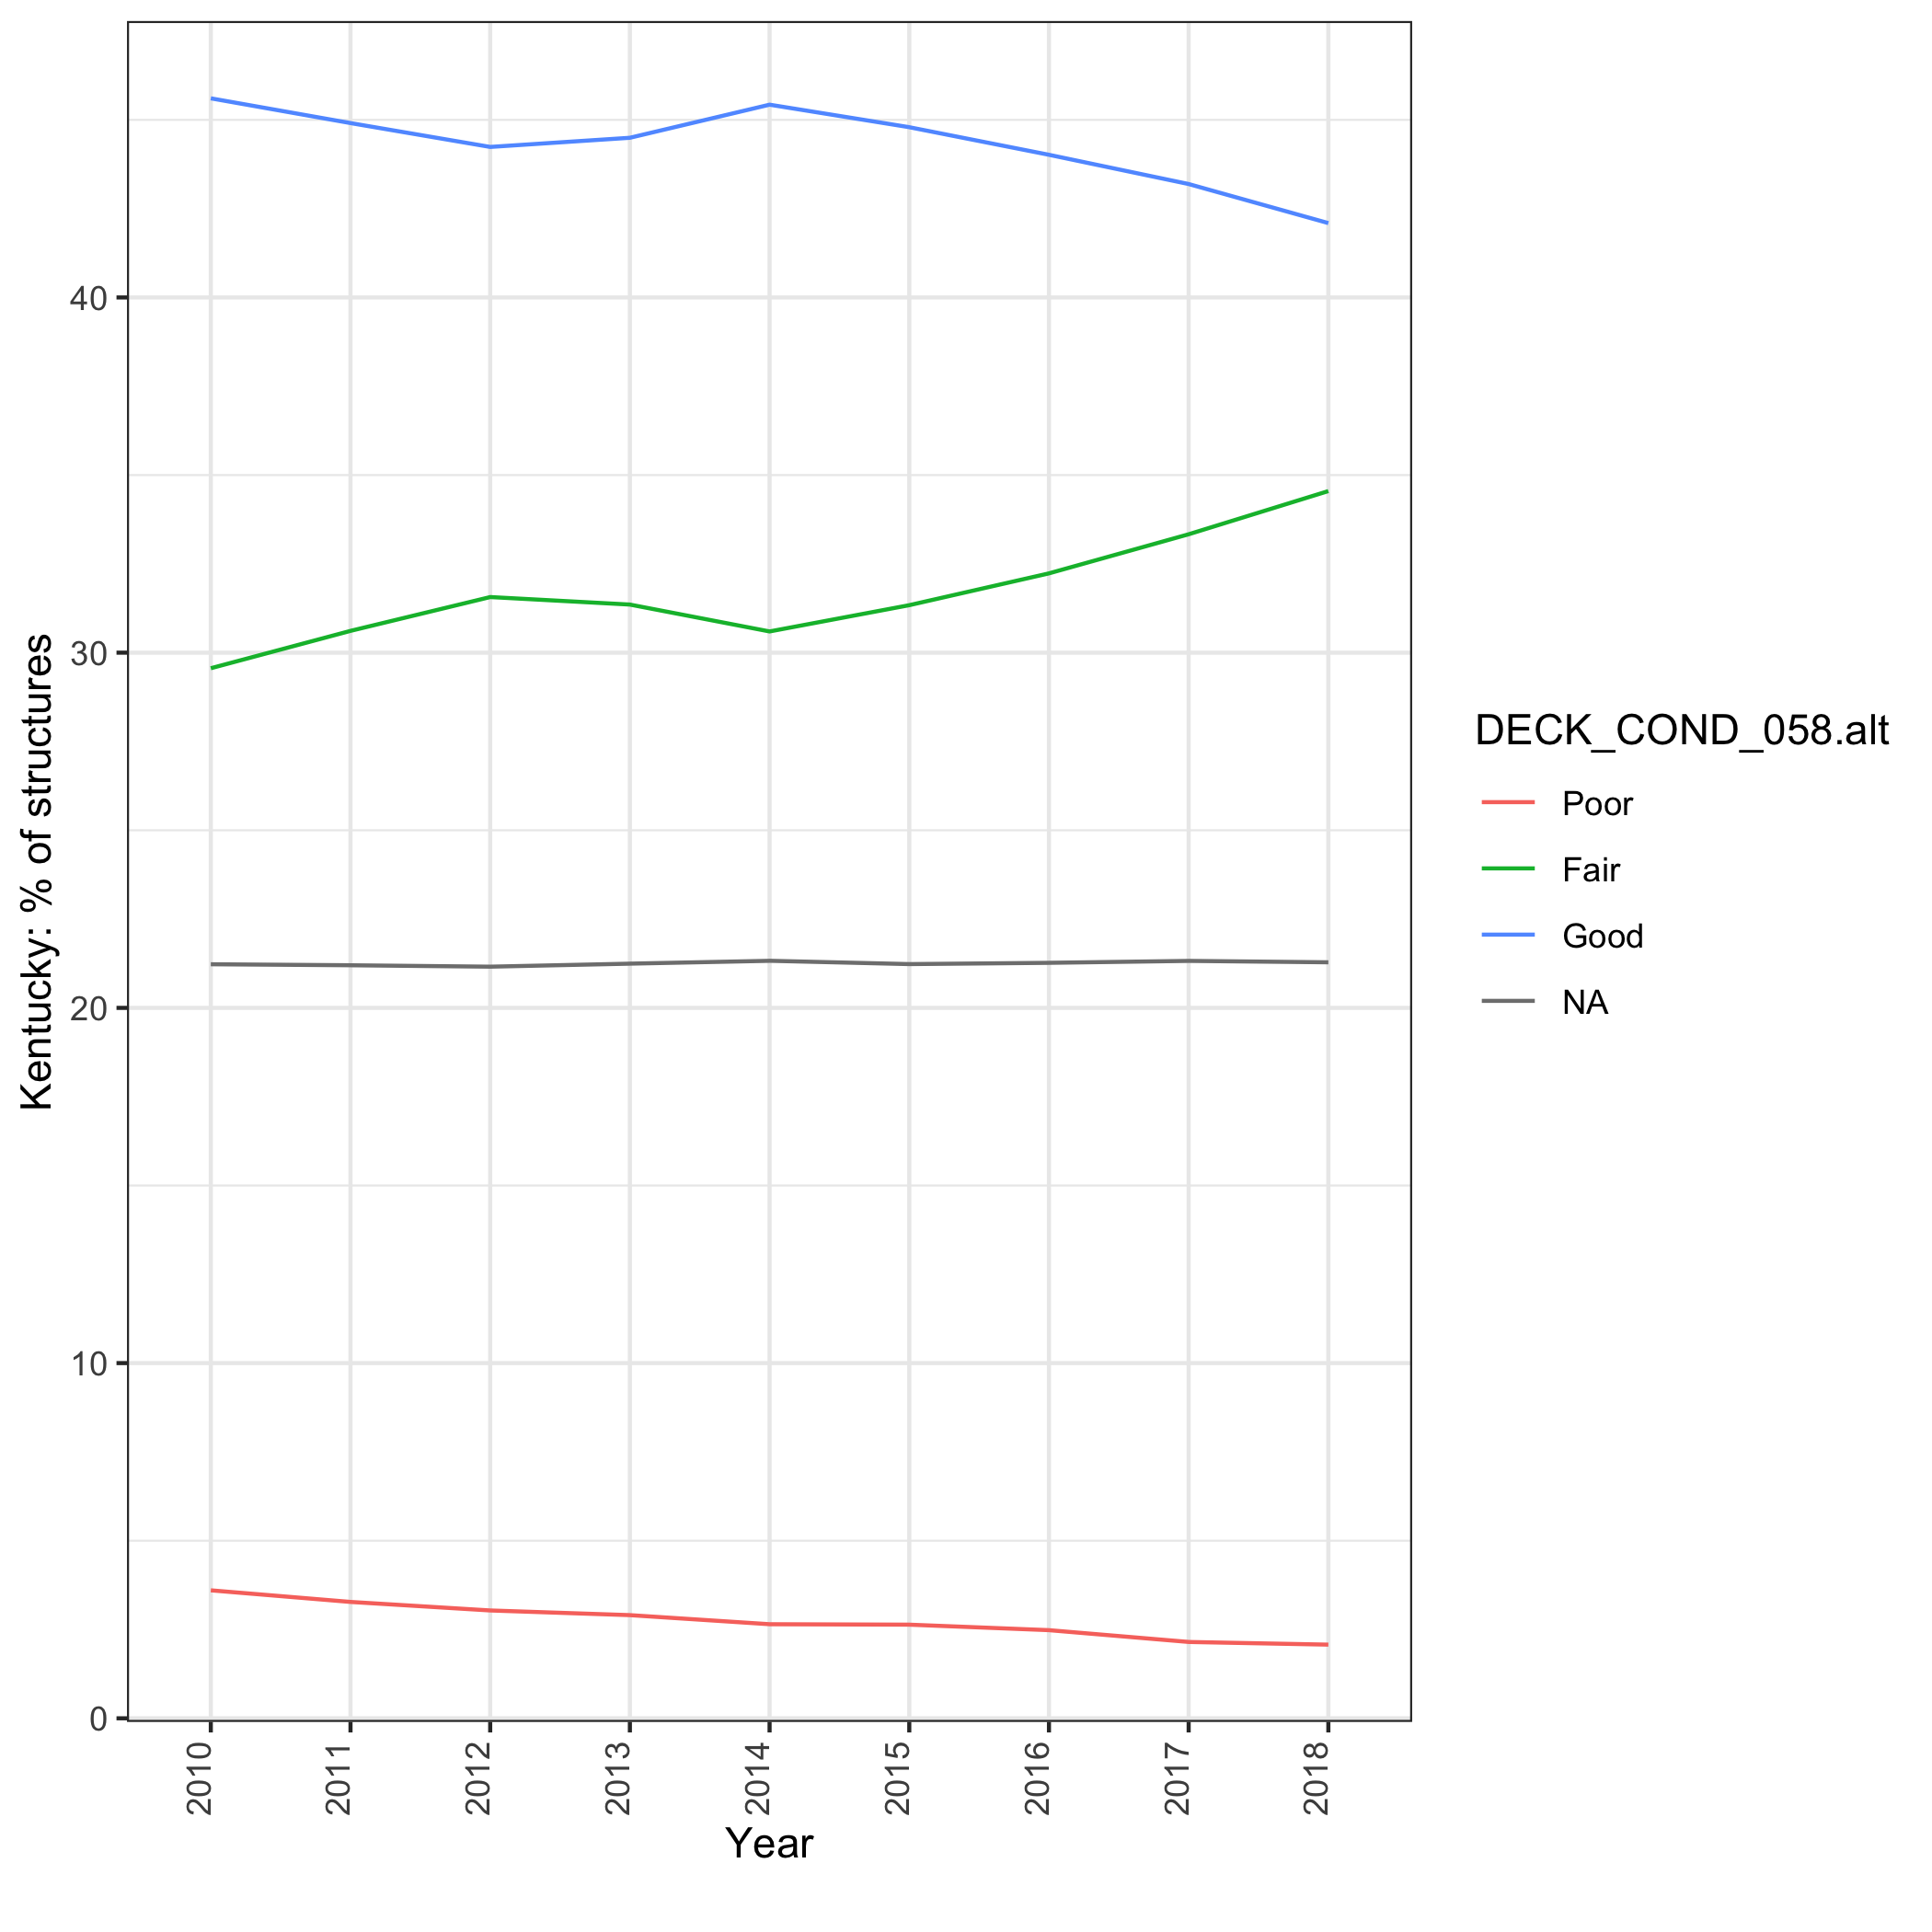 Kentucky: % of structures
40
30
20
10
0
2010
2011
2012
2013
2014
2015
2016
2017
2018
Year
DECK_COND_058.alt
Poor
Fair
Good
NA